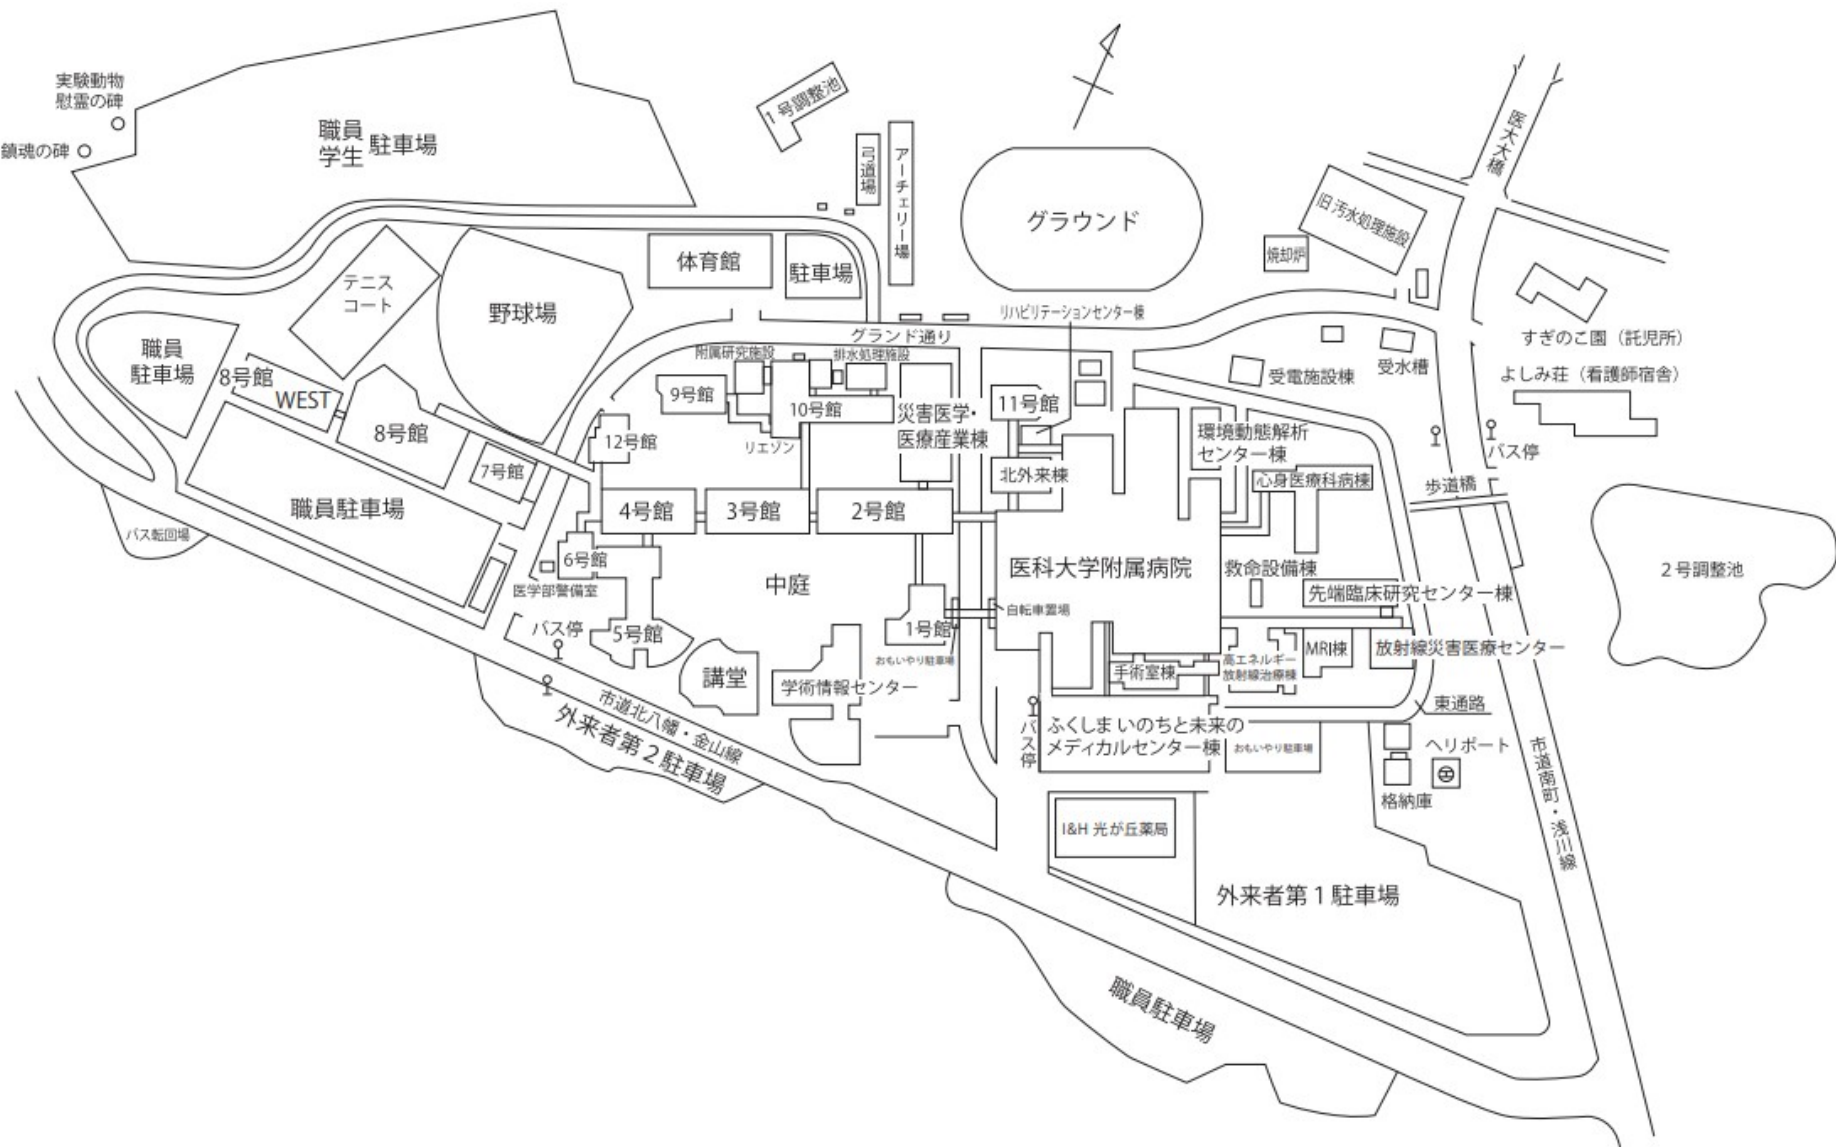 実験動物
慰霊の碑
鎮魂の碑
職員
学生
駐車場
1号調整池
弓道場
アーチェリー場
グラウンド
医大大橋
旧汚水処理施設
焼却炉
体育館
駐車場
テニス
コート
野球場
リハビリテーションセンター棟
グランド通り
すぎのこ園（託児所）
職員
駐車場
附属研究施設
排水処理施設
受電施設棟
受水槽
よしみ荘（看護師宿舎）
8号館
WEST
9号館
10号館
災害医学・
医療産業棟
11号館
8号館
12号館
リエゾン
環境動態解析
センター棟
バス停
7号館
北外来棟
心身医療科病棟
歩道橋
職員駐車場
4号館
3号館
2号館
バス転回場
6号館
医学部警備室
中庭
医科大学附属病院
救命設備棟
先端臨床研究センター棟
2号調整池
自転車置場
バス停
5号館
1号館
おもいやり駐車場
手術室棟
高エネルギー
放射線治療棟
MRI棟
放射線災害医療センター
講堂
学術情報センター
東通路
市道北八幡・金山線
外来者第2駐車場
バス停
ふくしま いのちと未来の
メディカルセンター棟
おもいやり駐車場
ヘリポート
格納庫
市道南町・浅川線
I&H 光が丘薬局
外来者第1駐車場
職員駐車場